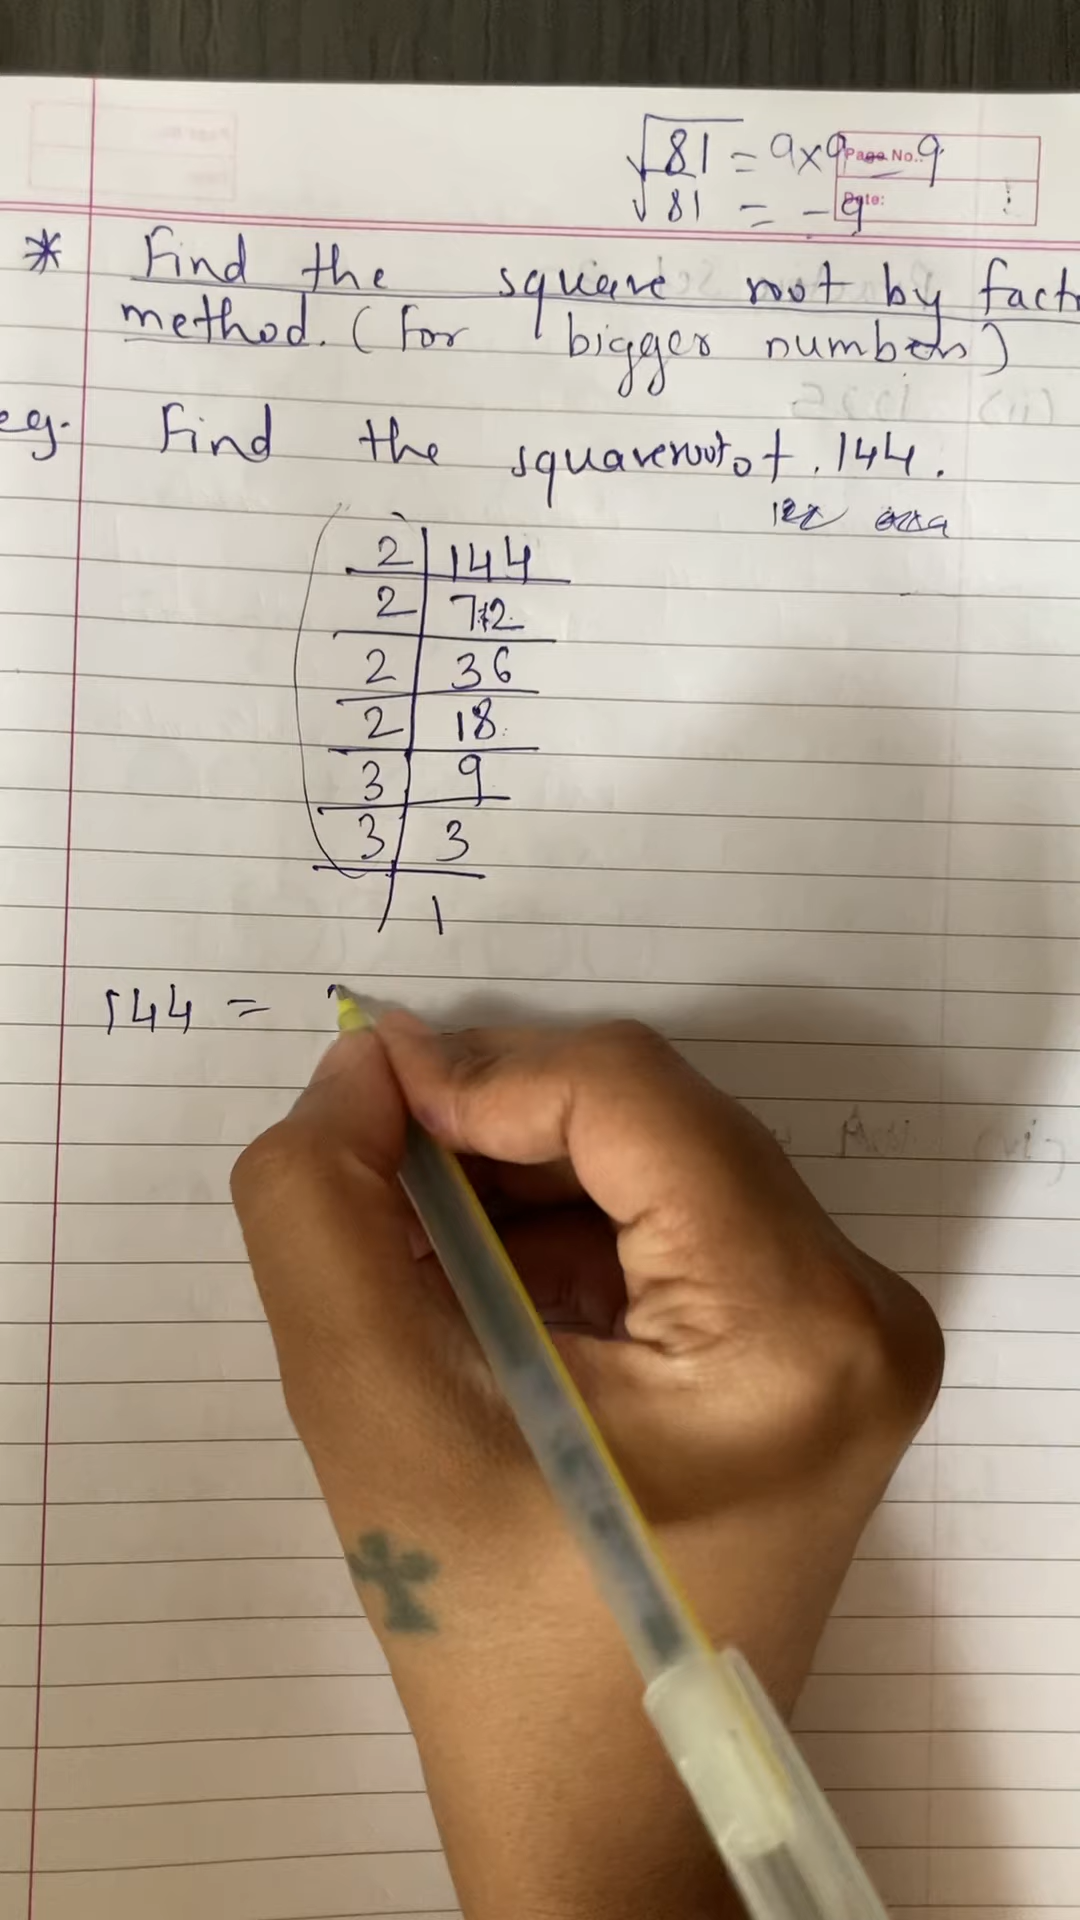 √81 = 9×9 = 9
Page No.:
√81 = -9
Date:
* Find the square root by fact
method. (For bigger numbers)
eg. Find the squareroot of 144.
2 | 144
2 | 72
2 | 36
2 | 18
3 | 9
3 | 3
1
144 =